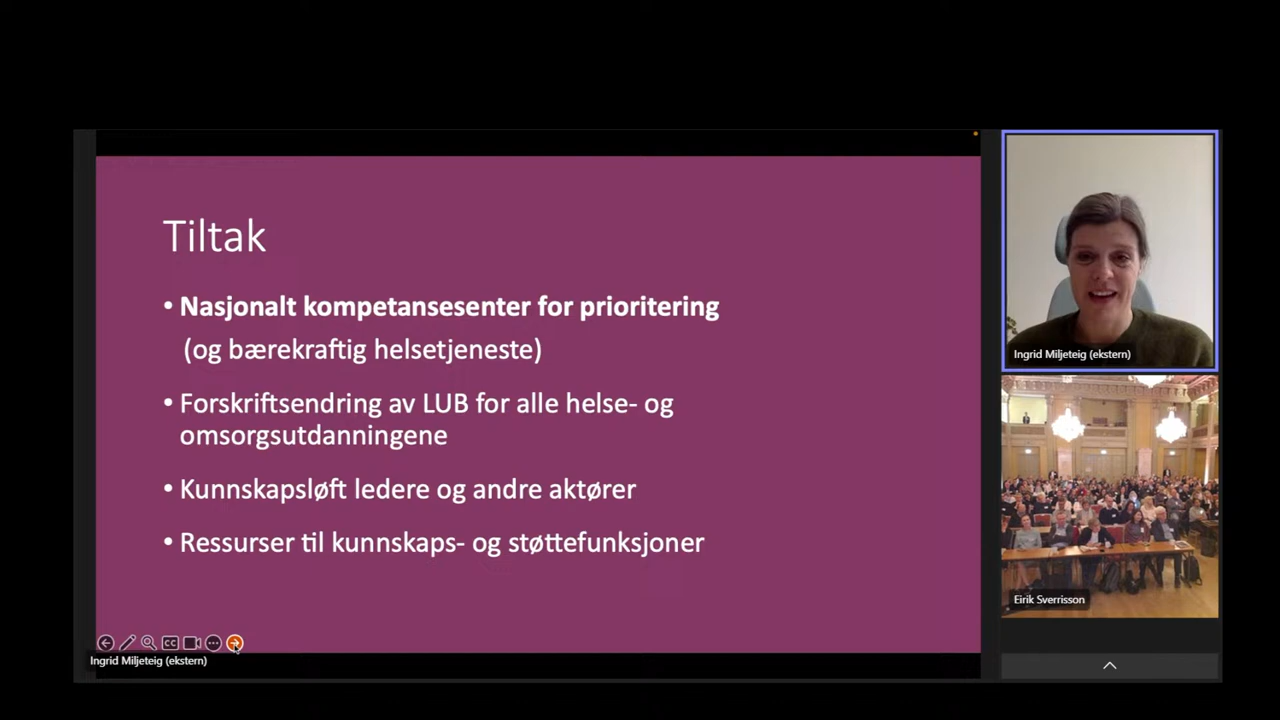 Tiltak
• Nasjonalt kompetansesenter for prioritering
(og bærekraftig helsetjeneste)
• Forskriftsendring av LUB for alle helse- og
omsorgsutdanningene
• Kunnskapsløft ledere og andre aktører
• Ressurser til kunnskaps- og støttefunksjoner
CC
Ingrid Miljeteig (ekstern)
Ingrid Miljeteig (ekstern)
Eirik Sverrisson